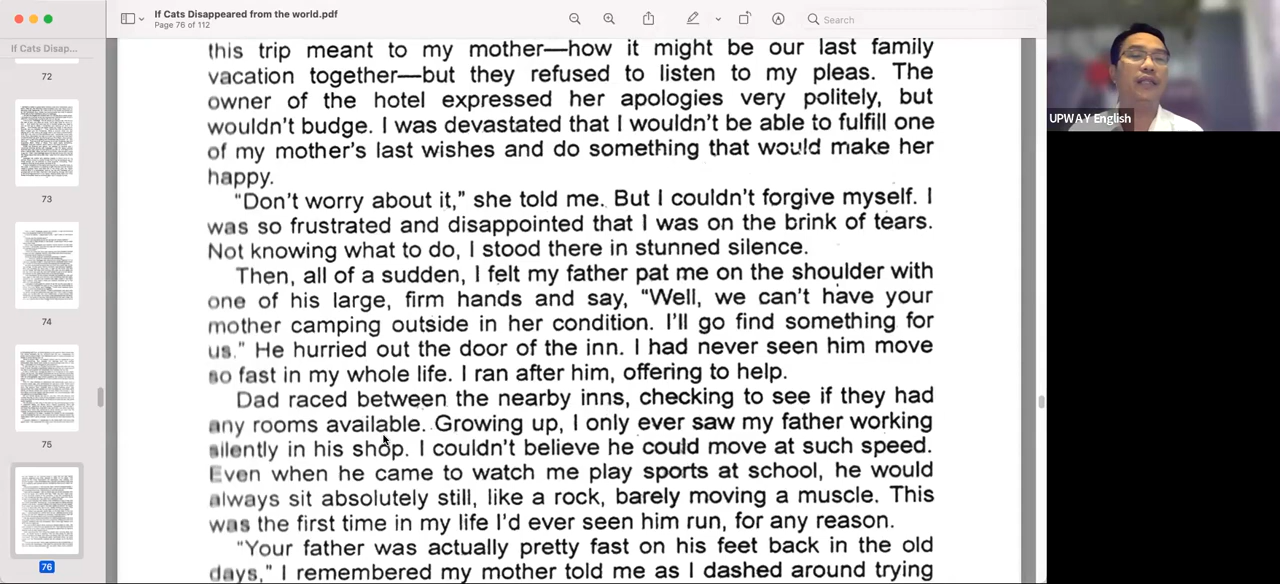 If Cats Disappeared from the world.pdf
Page 76 of 112
Search
If Cats Disap...
72
73
74
75
76
this trip meant to my mother—how it might be our last family
vacation together—but they refused to listen to my pleas. The
owner of the hotel expressed her apologies very politely, but
wouldn't budge. I was devastated that I wouldn't be able to fulfill one
of my mother's last wishes and do something that would make her
happy.
"Don't worry about it," she told me. But I couldn't forgive myself. I
was so frustrated and disappointed that I was on the brink of tears.
Not knowing what to do, I stood there in stunned silence.
Then, all of a sudden, I felt my father pat me on the shoulder with
one of his large, firm hands and say, "Well, we can't have your
mother camping outside in her condition. I'll go find something for
us." He hurried out the door of the inn. I had never seen him move
so fast in my whole life. I ran after him, offering to help.
Dad raced between the nearby inns, checking to see if they had
any rooms available. Growing up, I only ever saw my father working
silently in his shop. I couldn't believe he could move at such speed.
Even when he came to watch me play sports at school, he would
always sit absolutely still, like a rock, barely moving a muscle. This
was the first time in my life I'd ever seen him run, for any reason.
"Your father was actually pretty fast on his feet back in the old
days," I remembered my mother told me as I dashed around trying
UPWAY English